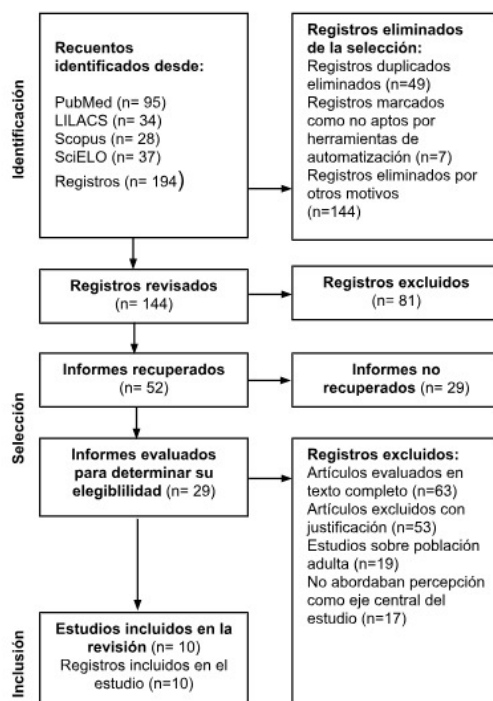 Identificación
Recuentos
identificados desde:
PubMed (n= 95)
LILACS (n= 34)
Scopus (n= 28)
SciELO (n= 37)
Registros (n= 194)
Registros eliminados
de la selección:
Registros duplicados
eliminados (n=49)
Registros marcados
como no aptos por
herramientas de
automatización (n=7)
Registros eliminados por
otros motivos
(n=144)
Selección
Registros revisados
(n= 144)
Registros excluidos
(n= 81)
Informes recuperados
(n= 52)
Informes no
recuperados (n= 29)
Informes evaluados
para determinar su
elegiblilidad (n= 29)
Registros excluidos:
Artículos evaluados en
texto completo (n=63)
Artículos excluidos con
justificación (n=53)
Estudios sobre población
adulta (n=19)
No abordaban percepción
como eje central del
estudio (n=17)
Inclusión
Estudios incluidos en la
revisión (n= 10)
Registros incluidos en el
estudio (n=10)